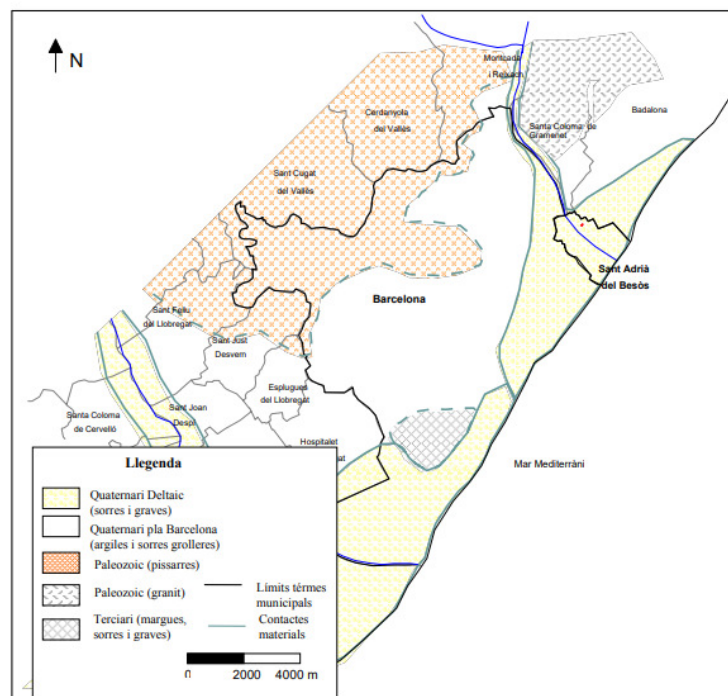 N
Montcada
i Reixach
Cerdanyola
del Vallès
Badalona
Santa Coloma de
Gramenet
Sant Cugat
del Vallès
Sant Adrià
del Besòs
Barcelona
Sant Feliu
del Llobregat
Sant Just
Desvern
Esplugues
del Llobregat
Santa Coloma
de Cervelló
Sant Joan
Despí
Hospitalet
at
Mar Mediterràni
Llegenda
Quaternari Deltaic
(sorres i graves)
Quaternari pla Barcelona
(argiles i sorres grolleres)
Paleozoic (pissarres)
Paleozoic (granit)
Límits térmes
municipals
Terciari (margues,
sorres i graves)
Contactes
materials
0 2000 4000 m